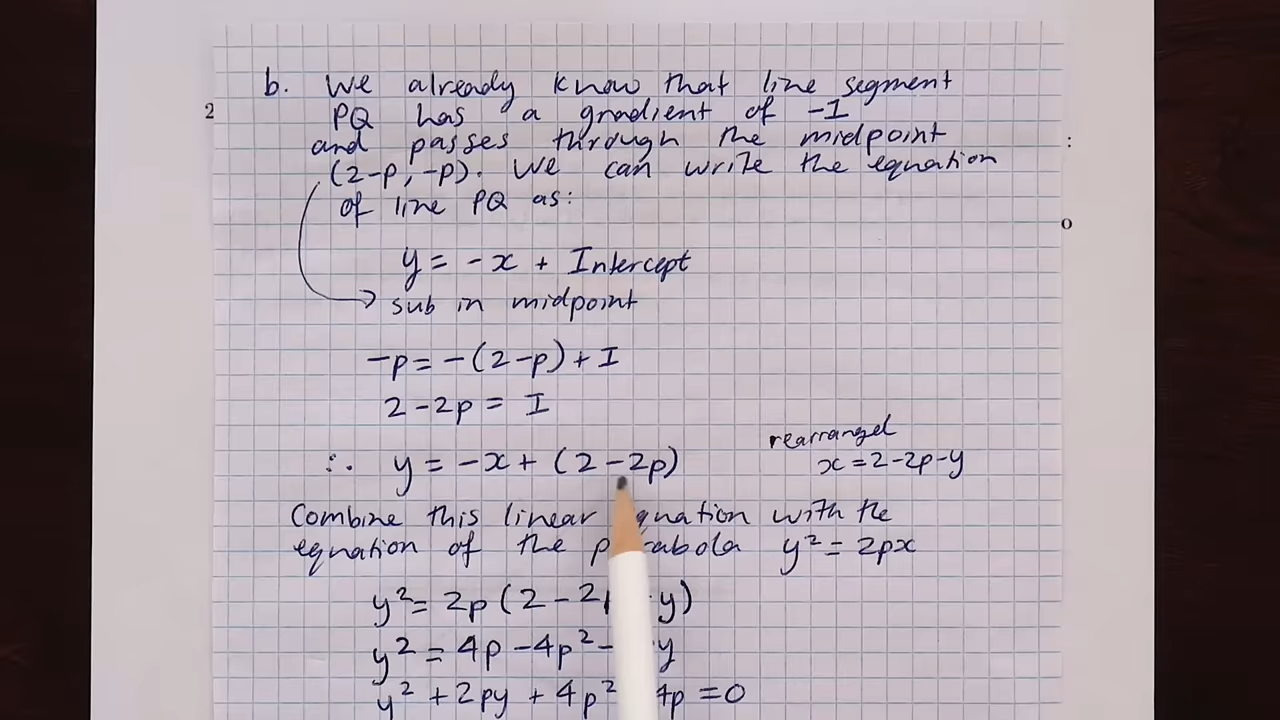 b. We already know that line segment
2
PQ has a gradient of -1
and passes through the midpoint
(2-p, -p). We can write the equation
of line PQ as:
y = -x + Intercept
sub in midpoint
-p = -(2-p) + I
2-2p = I
rearranged
∴ y = -x + (2-2p)
x = 2-2p-y
Combine this linear equation with the
equation of the parabola y² = 2px
y² = 2p(2-2 y)
y² = 4p-4p²- y
y² + 2py + 4p² 4p = 0